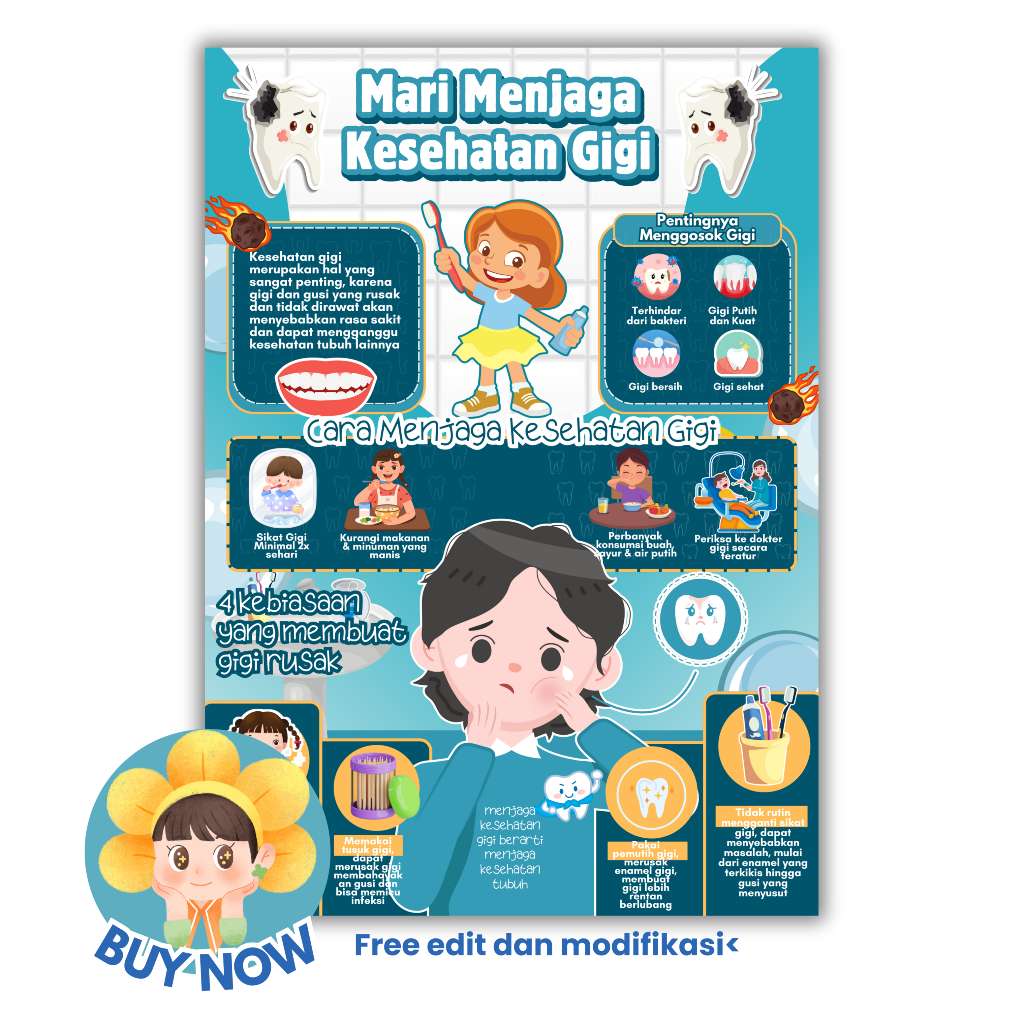 Mari Menjaga
Kesehatan Gigi
Kesehatan gigi
merupakan hal yang
sangat penting, karena
gigi dan gusi yang rusak
dan tidak dirawat akan
menyebabkan rasa sakit
dan dapat mengganggu
kesehatan tubuh lainnya
Pentingnya
Menggosok Gigi
Terhindar
dari bakteri
Gigi Putih
dan Kuat
Gigi bersih
Gigi sehat
Cara Menjaga Kesehatan Gigi
Sikat Gigi
Minimal 2x
sehari
Kurangi makanan
& minuman yang
manis
Perbanyak
konsumsi buah,
sayur & air putih
Periksa ke dokter
gigi secara
teratur
4 kebiasaan
yang membuat
gigi rusak
Memakai
tusuk gigi,
dapat
merusak gigi
membahayak
an gusi dan
bisa memicu
infeksi
menjaga
kesehatan
gigi berarti
menjaga
kesehatan
tubuh
Pakai
pemutih gigi,
merusak
enamel gigi,
membuat
gigi lebih
rentan
berlubang
Tidak rutin
mengganti sikat
gigi, dapat
menyebabkan
masalah, mulai
dari enamel yang
terkikis hingga
gusi yang
menyusut
BUY NOW
Free edit dan modifikasi<